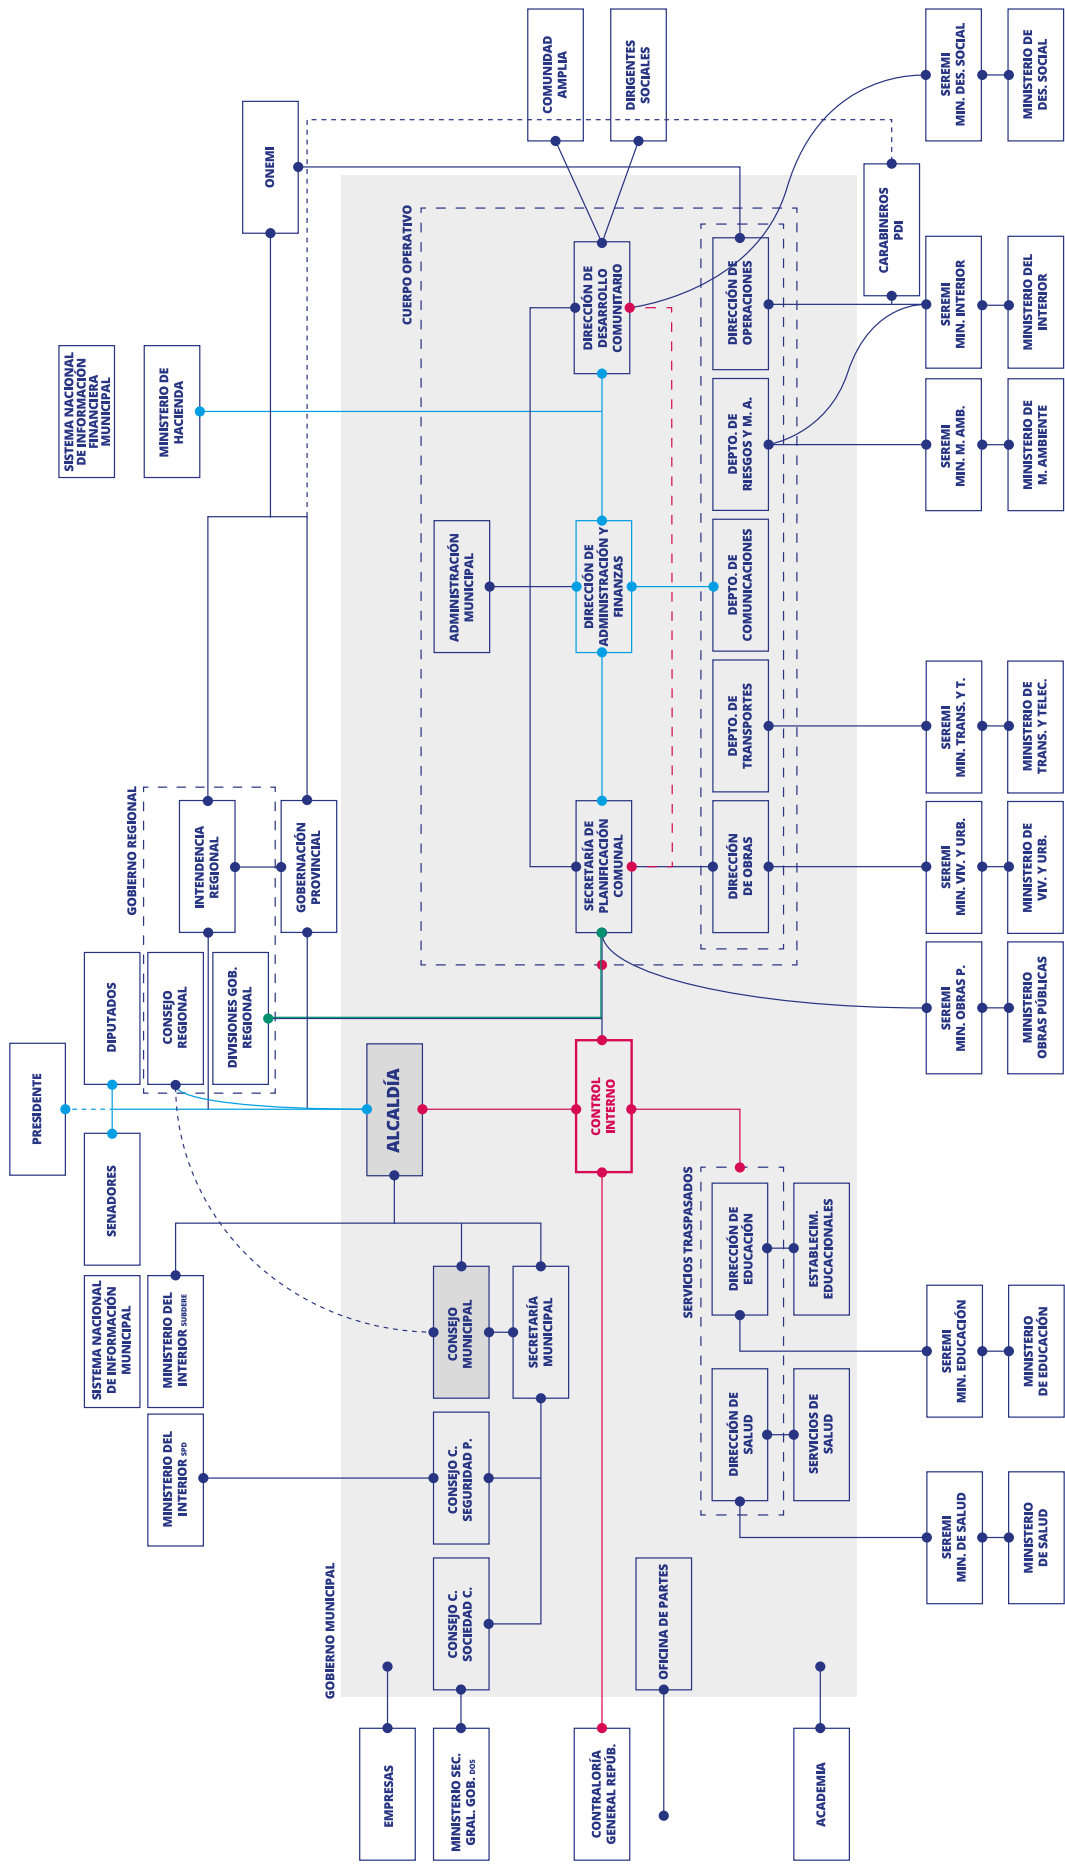 PRESIDENTE
SISTEMA NACIONAL
DE INFORMACIÓN
MUNICIPAL
SENADORES
DIPUTADOS
SISTEMA NACIONAL
DE INFORMACIÓN
FINANCIERA
MUNICIPAL
GOBIERNO REGIONAL
MINISTERIO DEL
INTERIOR SPD
MINISTERIO DEL
INTERIOR SUBDERE
CONSEJO
REGIONAL
INTENDENCIA
REGIONAL
MINISTERIO DE
HACIENDA
DIVISIONES GOB.
REGIONAL
GOBERNACIÓN
PROVINCIAL
ONEMI
GOBIERNO MUNICIPAL
EMPRESAS
ALCALDÍA
CUERPO OPERATIVO
MINISTERIO SEC.
GRAL. GOB. DOS
CONSEJO C.
SOCIEDAD C.
CONSEJO C.
SEGURIDAD P.
CONSEJO
MUNICIPAL
ADMINISTRACIÓN
MUNICIPAL
SECRETARÍA
MUNICIPAL
COMUNIDAD
AMPLIA
CONTRALORÍA
GENERAL REPÚB.
CONTROL
INTERNO
SECRETARÍA DE
PLANIFICACIÓN
COMUNAL
DIRECCIÓN DE
ADMINISTRACIÓN Y
FINANZAS
DIRECCIÓN DE
DESARROLLO
COMUNITARIO
DIRIGENTES
SOCIALES
OFICINA DE PARTES
SERVICIOS TRASPASADOS
DIRECCIÓN DE
SALUD
DIRECCIÓN DE
EDUCACIÓN
DIRECCIÓN
DE OBRAS
DEPTO. DE
TRANSPORTES
DEPTO. DE
COMUNICACIONES
DEPTO. DE
RIESGOS Y M. A.
DIRECCIÓN DE
OPERACIONES
ACADEMIA
SERVICIOS DE
SALUD
ESTABLECIM.
EDUCACIONALES
CARABINEROS
PDI
SEREMI
MIN. DE SALUD
SEREMI
MIN. EDUCACIÓN
SEREMI
MIN. OBRAS P.
SEREMI
MIN. VIV. Y URB.
SEREMI
MIN. TRANS. Y T.
SEREMI
MIN. M. AMB.
SEREMI
MIN. INTERIOR
SEREMI
MIN. DES. SOCIAL
MINISTERIO
DE SALUD
MINISTERIO
DE EDUCACIÓN
MINISTERIO
OBRAS PÚBLICAS
MINISTERIO DE
VIV. Y URB.
MINISTERIO DE
TRANS. Y TELEC.
MINISTERIO DE
M. AMBIENTE
MINISTERIO DEL
INTERIOR
MINISTERIO DE
DES. SOCIAL